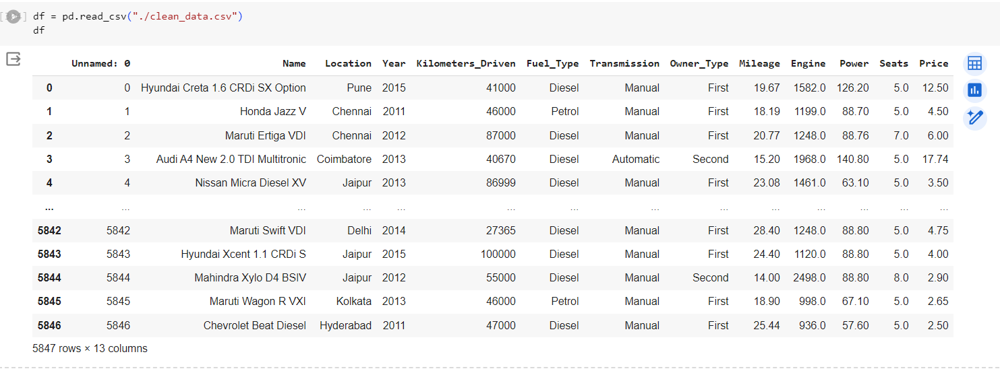 df = pd.read_csv("./clean_data.csv")
df
Unnamed: 0 Name Location Year Kilometers_Driven Fuel_Type Transmission Owner_Type Mileage Engine Power Seats Price
0 0 Hyundai Creta 1.6 CRDi SX Option Pune 2015 41000 Diesel Manual First 19.67 1582.0 126.20 5.0 12.50
1 1 Honda Jazz V Chennai 2011 46000 Petrol Manual First 18.19 1199.0 88.70 5.0 4.50
2 2 Maruti Ertiga VDI Chennai 2012 87000 Diesel Manual First 20.77 1248.0 88.76 7.0 6.00
3 3 Audi A4 New 2.0 TDI Multitronic Coimbatore 2013 40670 Diesel Automatic Second 15.20 1968.0 140.80 5.0 17.74
4 4 Nissan Micra Diesel XV Jaipur 2013 86999 Diesel Manual First 23.08 1461.0 63.10 5.0 3.50
... ... ... ... ... ... ... ... ... ... ... ... ... ...
5842 5842 Maruti Swift VDI Delhi 2014 27365 Diesel Manual First 28.40 1248.0 88.80 5.0 4.75
5843 5843 Hyundai Xcent 1.1 CRDi S Jaipur 2015 100000 Diesel Manual First 24.40 1120.0 88.80 5.0 4.00
5844 5844 Mahindra Xylo D4 BSIV Jaipur 2012 55000 Diesel Manual Second 14.00 2498.0 88.80 8.0 2.90
5845 5845 Maruti Wagon R VXI Kolkata 2013 46000 Petrol Manual First 18.90 998.0 67.10 5.0 2.65
5846 5846 Chevrolet Beat Diesel Hyderabad 2011 47000 Diesel Manual First 25.44 936.0 57.60 5.0 2.50
5847 rows × 13 columns